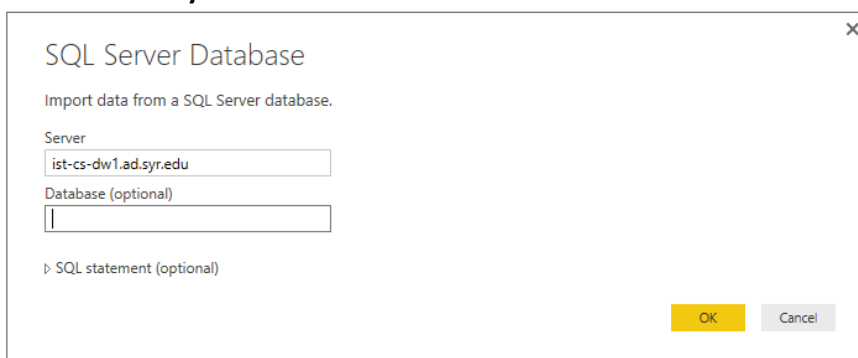 SQL Server Database
Import data from a SQL Server database.
Server
ist-cs-dw1.ad.syr.edu
Database (optional)
SQL statement (optional)
OK Cancel